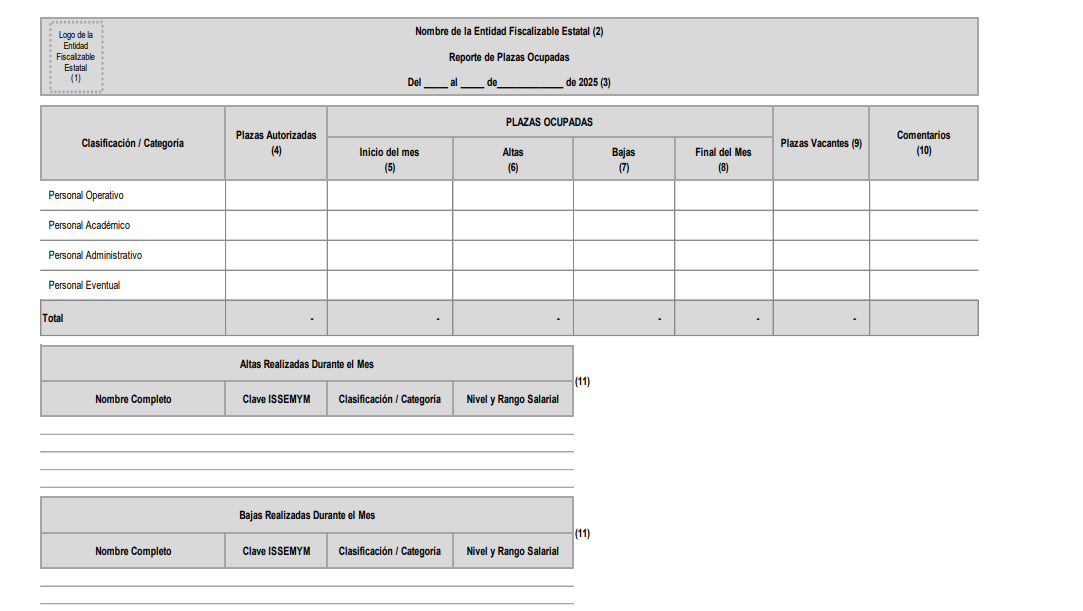 Logo de la
Entidad
Fiscalizable
Estatal
(1)
Nombre de la Entidad Fiscalizable Estatal (2)
Reporte de Plazas Ocupadas
Del _____ al _____ de______________ de 2025 (3)
Clasificación / Categoría
Plazas Autorizadas
(4)
PLAZAS OCUPADAS
Inicio del mes
(5)
Altas
(6)
Bajas
(7)
Final del Mes
(8)
Plazas Vacantes (9)
Comentarios
(10)
Personal Operativo
Personal Académico
Personal Administrativo
Personal Eventual
Total - - - - - -
Altas Realizadas Durante el Mes
(11)
Nombre Completo Clave ISSEMYM Clasificación / Categoría Nivel y Rango Salarial
Bajas Realizadas Durante el Mes
(11)
Nombre Completo Clave ISSEMYM Clasificación / Categoría Nivel y Rango Salarial